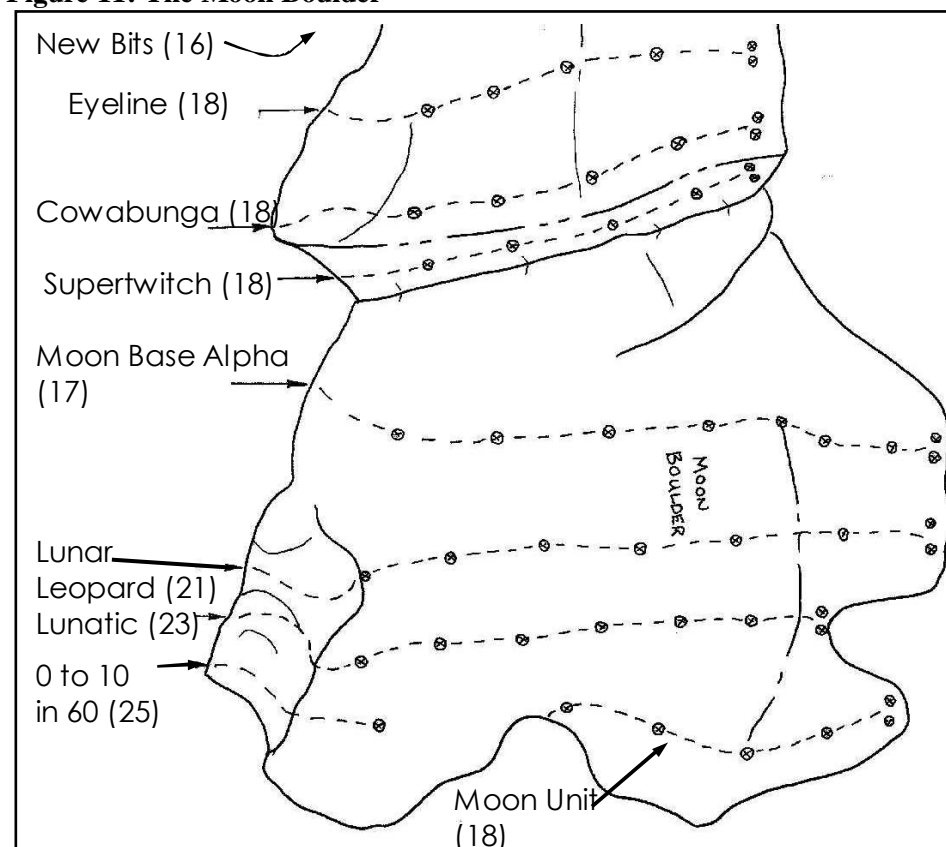 Figure 11: The Moon Boulder
New Bits (16)
Eyeline (18)
Cowabunga (18)
Supertwitch (18)
Moon Base Alpha
(17)
MOON
BOULDER
Lunar
Leopard (21)
Lunatic (23)
0 to 10
in 60 (25)
Moon Unit
(18)